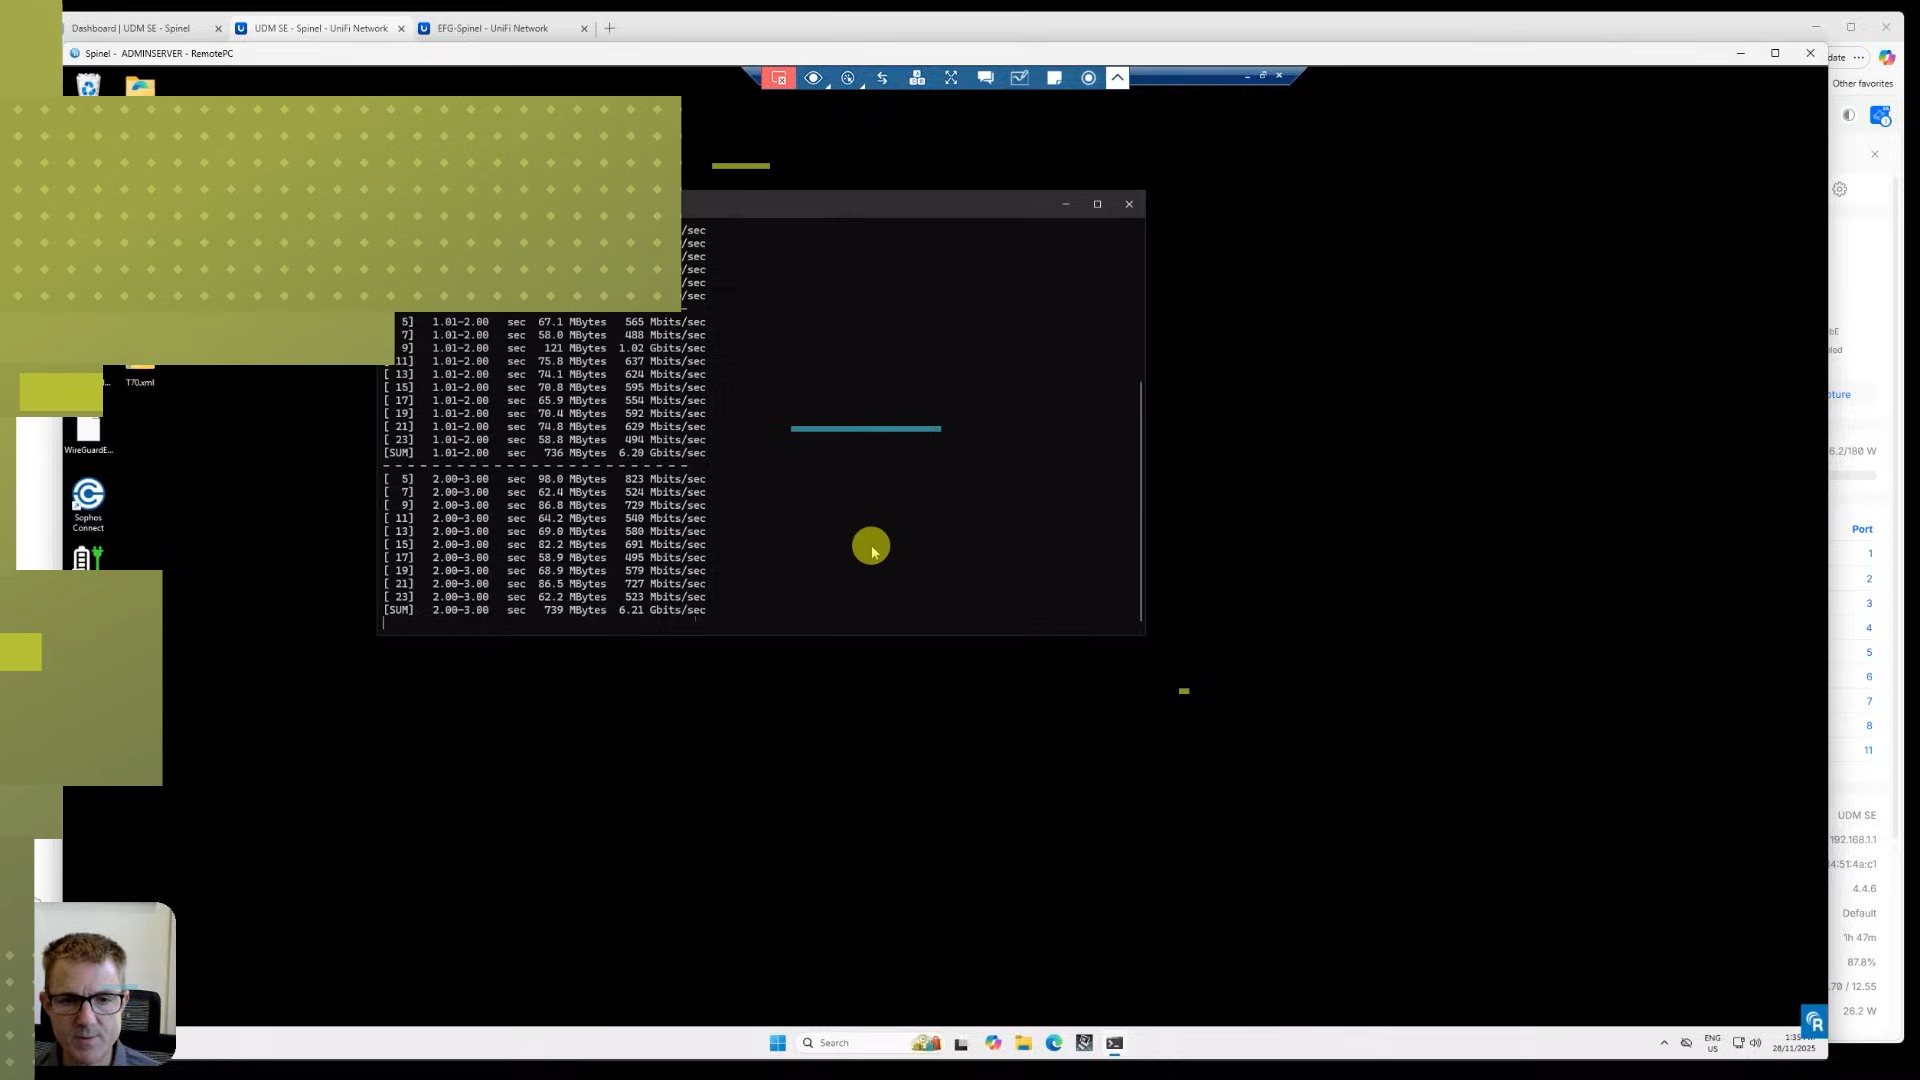 Dashboard | UDM SE - Spinel
UDM SE - Spinel - UniFi Network
EFG-Spinel - UniFi Network
Spinel - ADMINSERVER - RemotePC
date
Other favorites
/sec
/sec
/sec
/sec
/sec
/sec
5] 1.01-2.00 sec 67.1 MBytes 565 Mbits/sec
7] 1.01-2.00 sec 58.0 MBytes 488 Mbits/sec
9] 1.01-2.00 sec 121 MBytes 1.02 Gbits/sec
[ 11] 1.01-2.00 sec 75.8 MBytes 637 Mbits/sec
[ 13] 1.01-2.00 sec 74.1 MBytes 624 Mbits/sec
[ 15] 1.01-2.00 sec 70.8 MBytes 595 Mbits/sec
[ 17] 1.01-2.00 sec 65.9 MBytes 554 Mbits/sec
[ 19] 1.01-2.00 sec 70.4 MBytes 592 Mbits/sec
[ 21] 1.01-2.00 sec 74.8 MBytes 629 Mbits/sec
[ 23] 1.01-2.00 sec 58.8 MBytes 494 Mbits/sec
[SUM] 1.01-2.00 sec 736 MBytes 6.20 Gbits/sec
- - - - - - - - - - - - - - - - - - - - - - - - -
[ 5] 2.00-3.00 sec 98.0 MBytes 823 Mbits/sec
[ 7] 2.00-3.00 sec 62.4 MBytes 524 Mbits/sec
[ 9] 2.00-3.00 sec 86.8 MBytes 729 Mbits/sec
[ 11] 2.00-3.00 sec 64.2 MBytes 540 Mbits/sec
[ 13] 2.00-3.00 sec 69.0 MBytes 580 Mbits/sec
[ 15] 2.00-3.00 sec 82.2 MBytes 691 Mbits/sec
[ 17] 2.00-3.00 sec 58.9 MBytes 495 Mbits/sec
[ 19] 2.00-3.00 sec 68.9 MBytes 579 Mbits/sec
[ 21] 2.00-3.00 sec 86.5 MBytes 727 Mbits/sec
[ 23] 2.00-3.00 sec 62.2 MBytes 523 Mbits/sec
[SUM] 2.00-3.00 sec 739 MBytes 6.21 Gbits/sec
T70.xml
WireGuardE...
Sophos
Connect
6.2/180 W
Port
1
2
3
4
5
6
7
8
11
UDM SE
192.168.1.1
4:51:4a:c1
4.4.6
Default
1h 47m
87.8%
.70 / 12.55
26.2 W
Search
ENG
US
28/11/2025